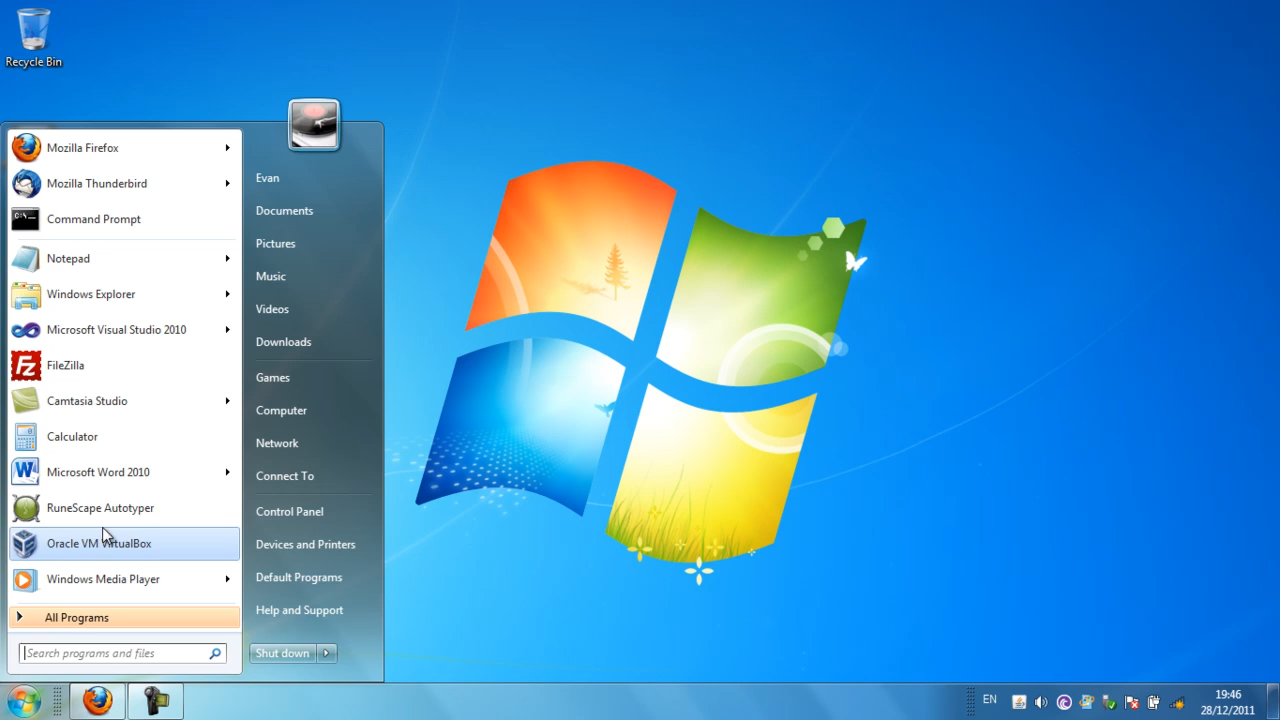 Recycle Bin
Mozilla Firefox
Mozilla Thunderbird
Command Prompt
Notepad
Windows Explorer
Microsoft Visual Studio 2010
FileZilla
Camtasia Studio
Calculator
Microsoft Word 2010
RuneScape Autotyper
Oracle VM VirtualBox
Windows Media Player
All Programs
Search programs and files
Evan
Documents
Pictures
Music
Videos
Downloads
Games
Computer
Network
Connect To
Control Panel
Devices and Printers
Default Programs
Help and Support
Shut down
EN
19:46
28/12/2011